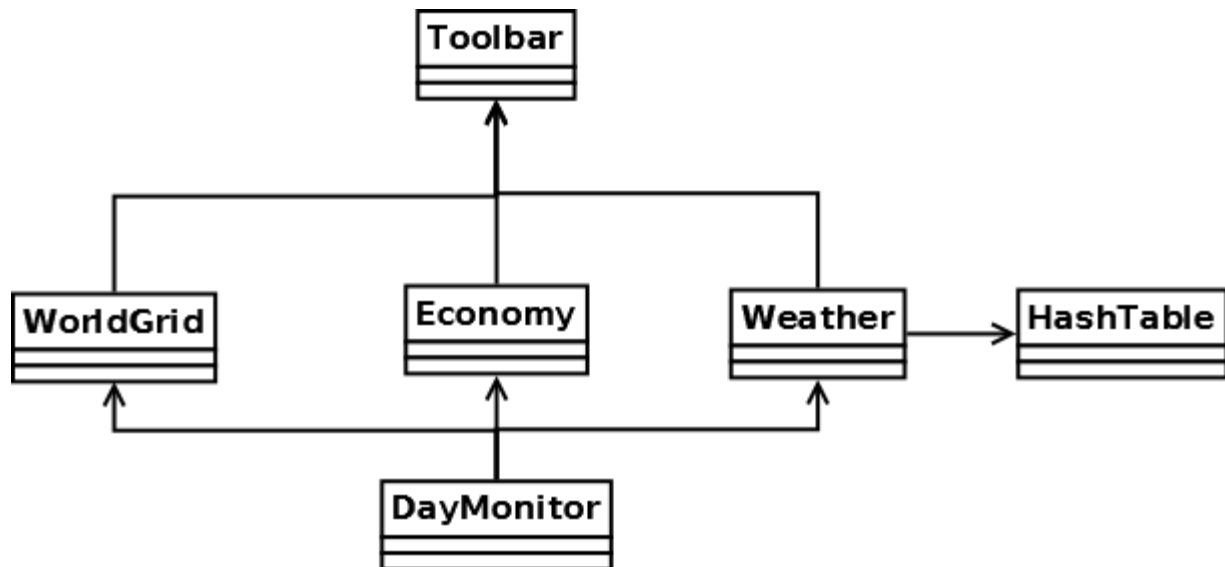 Toolbar
WorldGrid
Economy
Weather
HashTable
DayMonitor